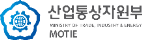 산업통상자원부
MINISTRY OF TRADE, INDUSTRY & ENERGY
MOTIE